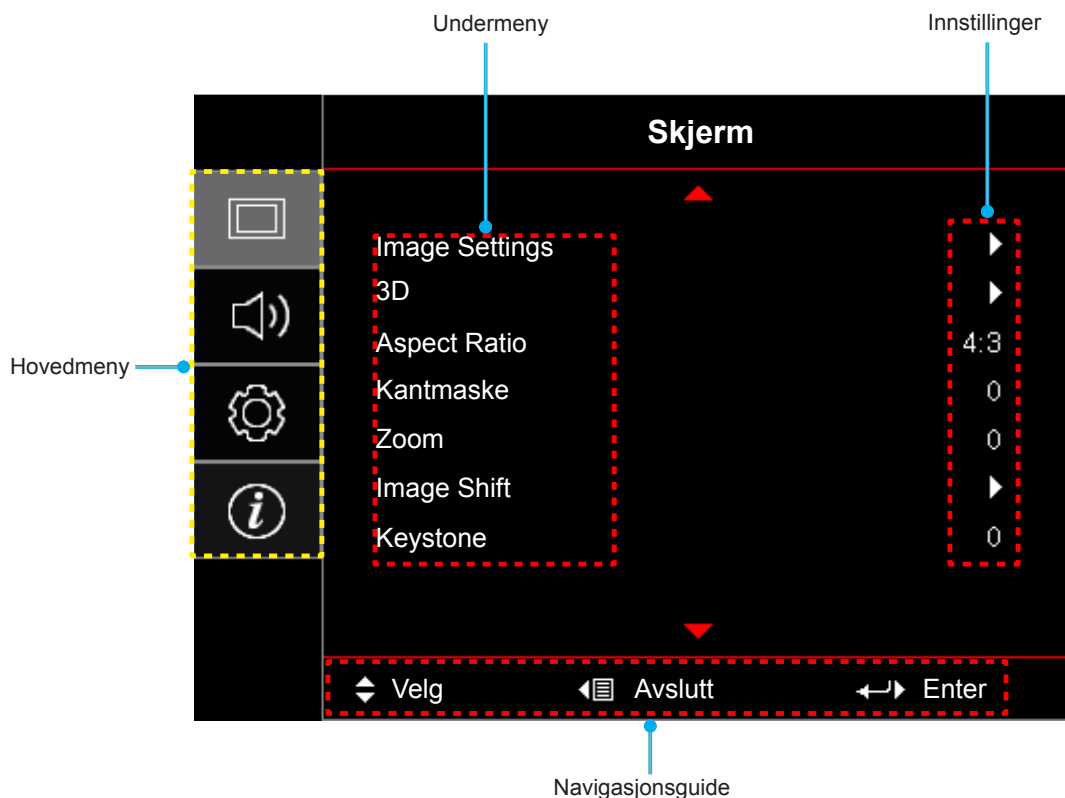 Undermeny
Innstillinger
Skjerm
Image Settings
3D
Aspect Ratio 4:3
Hovedmeny
Kantmaske 0
Zoom 0
Image Shift
Keystone 0
Velg Avslutt Enter
Navigasjonsguide